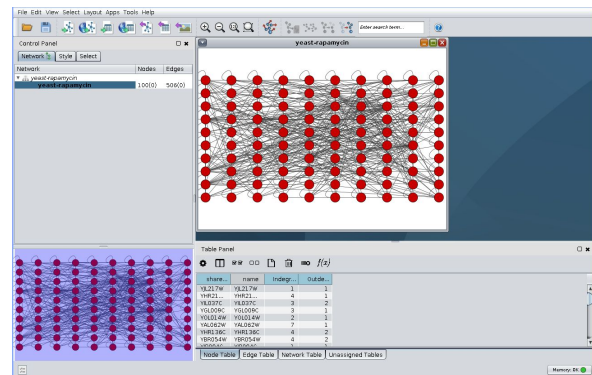 File Edit View Select Layout Apps Tools Help
Enter search term...
Control Panel
Network Style Select
Network Nodes Edges
yeast-rapamycin
yeast-rapamycin 100(0) 506(0)
yeast-rapamycin
Table Panel
f(x)
share... name Indegr... Outde...
YJL217W YJL217W 1 1
YHR21... YHR21... 4 1
YIL037C YIL037C 3 2
YGL009C YGL009C 3 1
YOL014W YOL014W 2 1
YAL062W YAL062W 7 1
YHR136C YHR136C 4 2
YBR054W YBR054W 4 2
Node Table Edge Table Network Table Unassigned Tables
Memory: OK